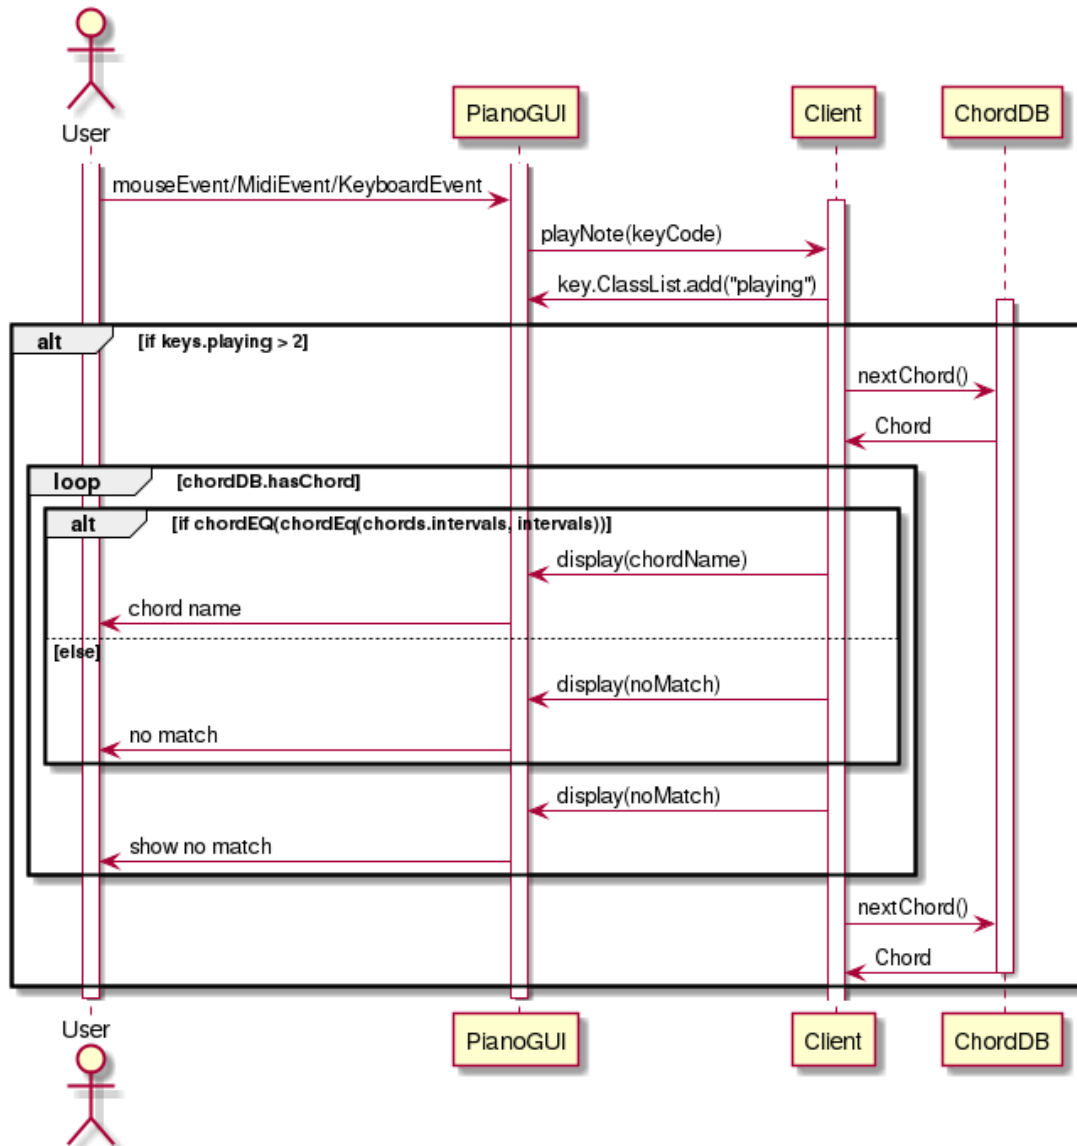 User
PianoGUI
Client
ChordDB
mouseEvent/MidiEvent/KeyboardEvent
playNote(keyCode)
key.ClassList.add("playing")
alt
[if keys.playing > 2]
nextChord()
Chord
loop
[chordDB.hasChord]
alt
[if chordEQ(chordEq(chords.intervals, intervals))]
display(chordName)
chord name
[else]
display(noMatch)
no match
display(noMatch)
show no match
nextChord()
Chord
User
PianoGUI
Client
ChordDB